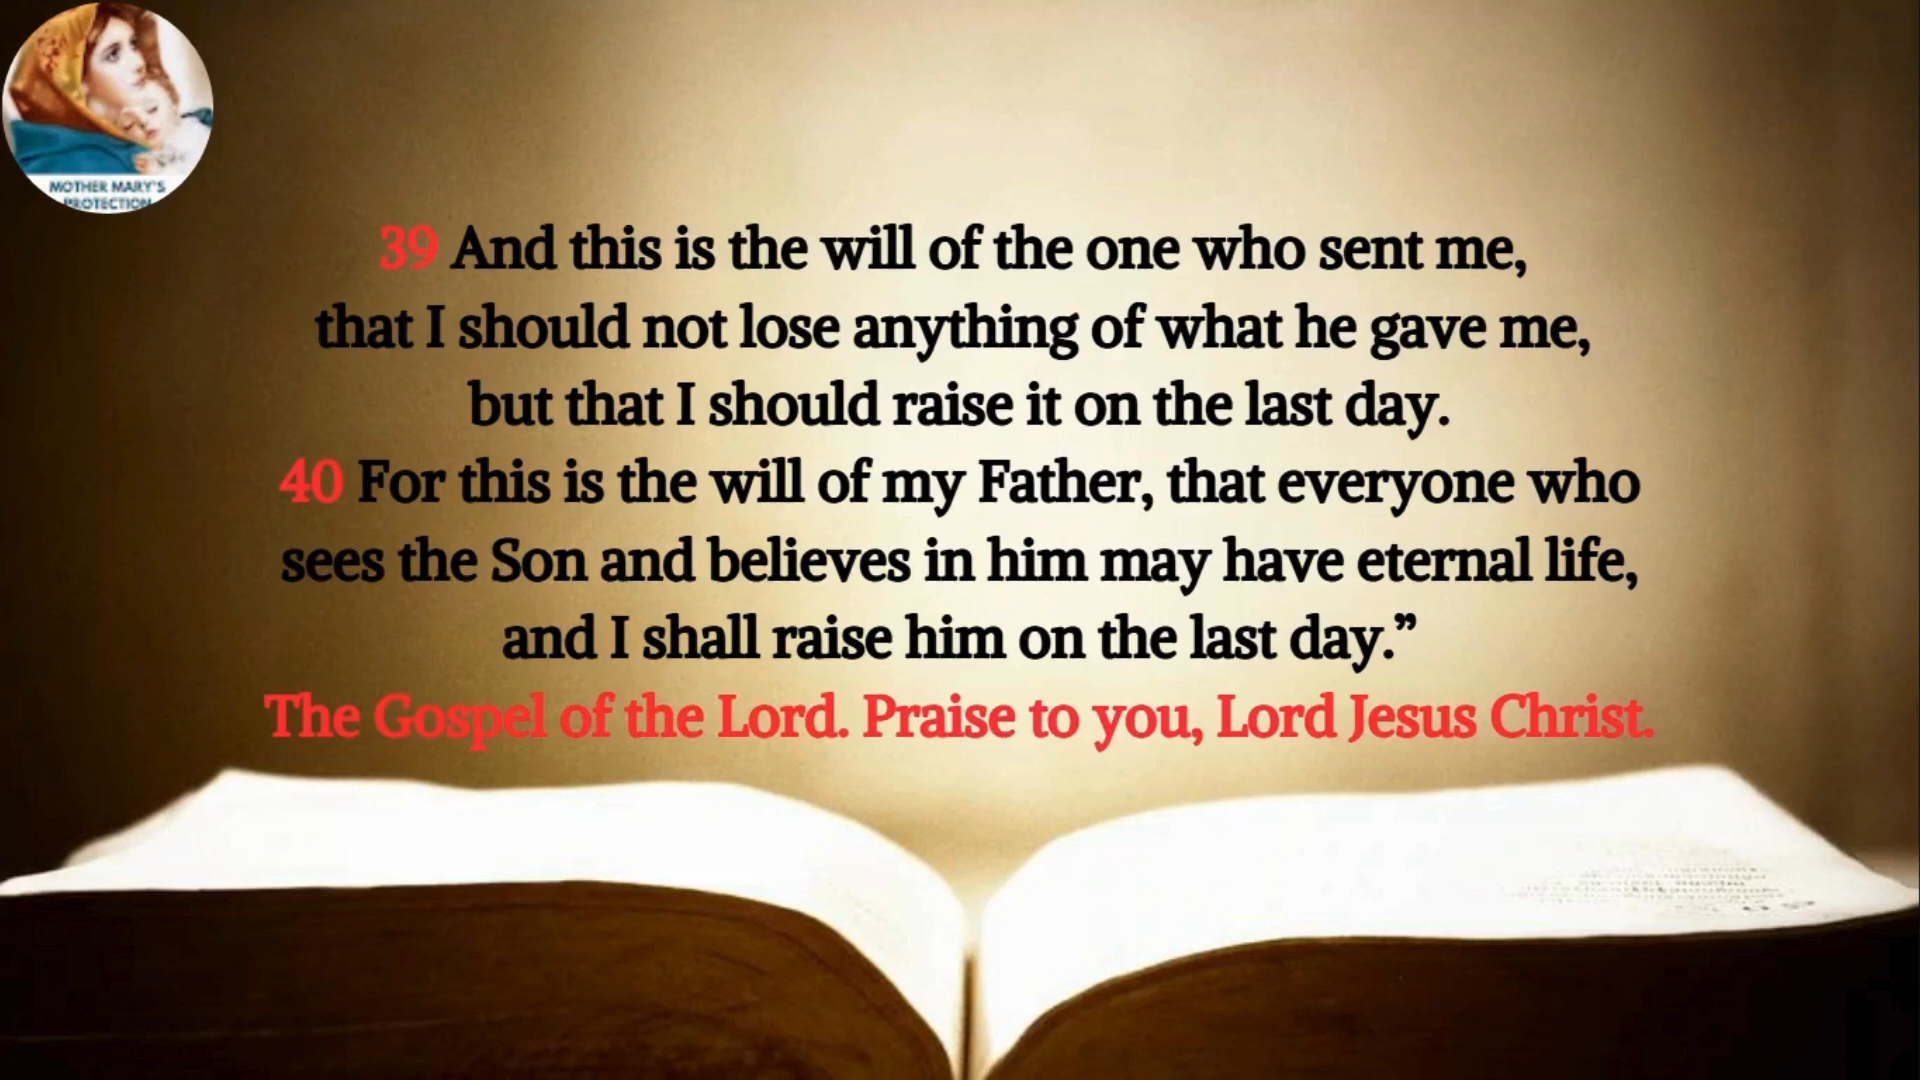 MOTHER MARY'S
PROTECTION
39 And this is the will of the one who sent me,
that I should not lose anything of what he gave me,
but that I should raise it on the last day.
40 For this is the will of my Father, that everyone who
sees the Son and believes in him may have eternal life,
and I shall raise him on the last day.”
The Gospel of the Lord. Praise to you, Lord Jesus Christ.